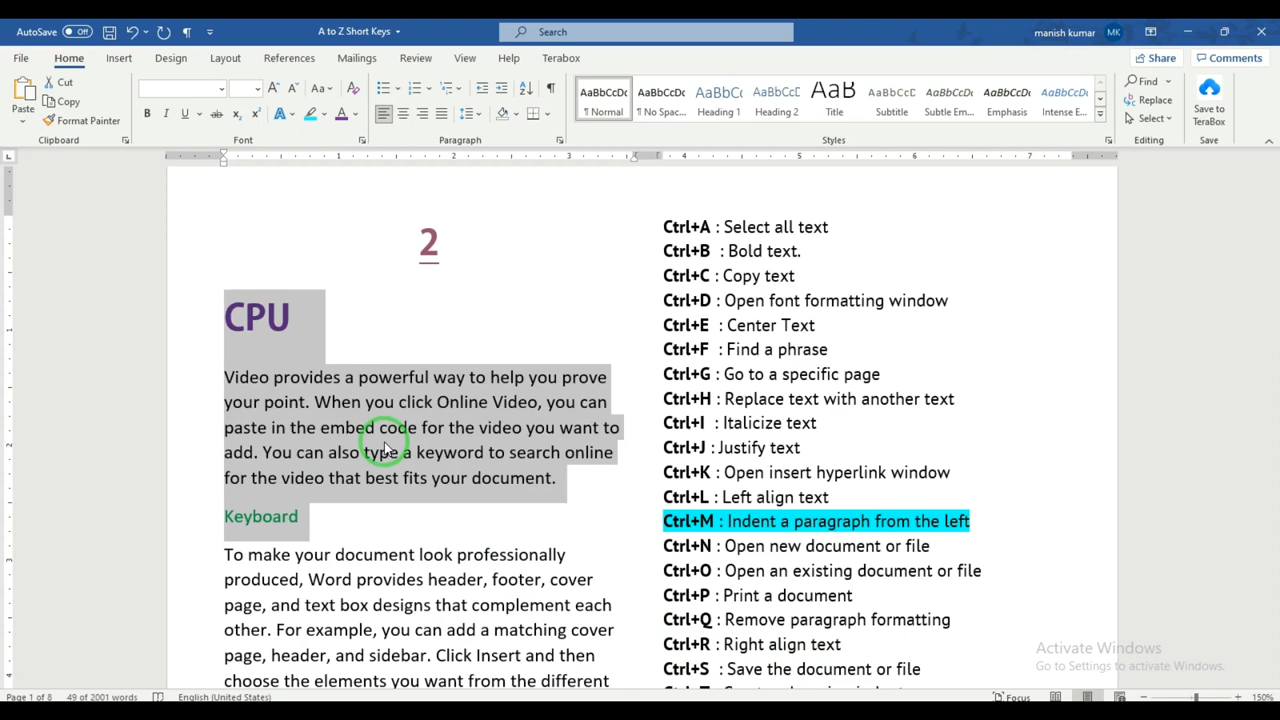 AutoSave Off
A to Z Short Keys
Search
manish kumar MK
File Home Insert Design Layout References Mailings Review View Help Terabox
Share Comments
Paste
Cut
Copy
Format Painter
Clipboard
Font
Paragraph
AaBbCcDc AaBbCcDc AaBbCc AaBbCcD AaB AaBbCcD AaBbCcDc AaBbCcDc AaBbCcDc
Normal No Spac... Heading 1 Heading 2 Title Subtitle Subtle Em... Emphasis Intense E...
Styles
Find
Replace
Select
Editing
Save to
TeraBox
Save
2
CPU
Video provides a powerful way to help you prove
your point. When you click Online Video, you can
paste in the embed code for the video you want to
add. You can also type a keyword to search online
for the video that best fits your document.
Keyboard
To make your document look professionally
produced, Word provides header, footer, cover
page, and text box designs that complement each
other. For example, you can add a matching cover
page, header, and sidebar. Click Insert and then
choose the elements you want from the different
Ctrl+A : Select all text
Ctrl+B : Bold text.
Ctrl+C : Copy text
Ctrl+D : Open font formatting window
Ctrl+E : Center Text
Ctrl+F : Find a phrase
Ctrl+G : Go to a specific page
Ctrl+H : Replace text with another text
Ctrl+I : Italicize text
Ctrl+J : Justify text
Ctrl+K : Open insert hyperlink window
Ctrl+L : Left align text
Ctrl+M : Indent a paragraph from the left
Ctrl+N : Open new document or file
Ctrl+O : Open an existing document or file
Ctrl+P : Print a document
Ctrl+Q : Remove paragraph formatting
Ctrl+R : Right align text
Ctrl+S : Save the document or file
Activate Windows
Go to Settings to activate Windows.
Page 1 of 8 49 of 2001 words English (United States)
Focus
150%